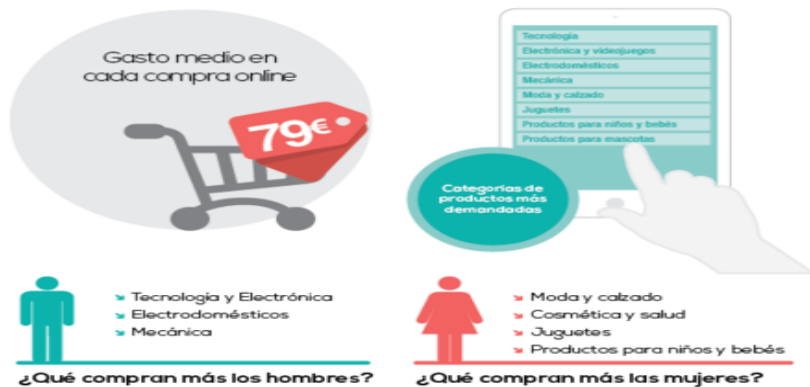 Gasto medio en
cada compra online
79€
Tecnología
Electrónica y videojuegos
Electrodomésticos
Mecánica
Moda y calzado
Juguetes
Productos para niños y bebés
Productos para mascotas
Categorías de
productos más
demandadas
Tecnología y Electrónica
Electrodomésticos
Mecánica
¿Qué compran más los hombres?
Moda y calzado
Cosmética y salud
Juguetes
Productos para niños y bebés
¿Qué compran más las mujeres?